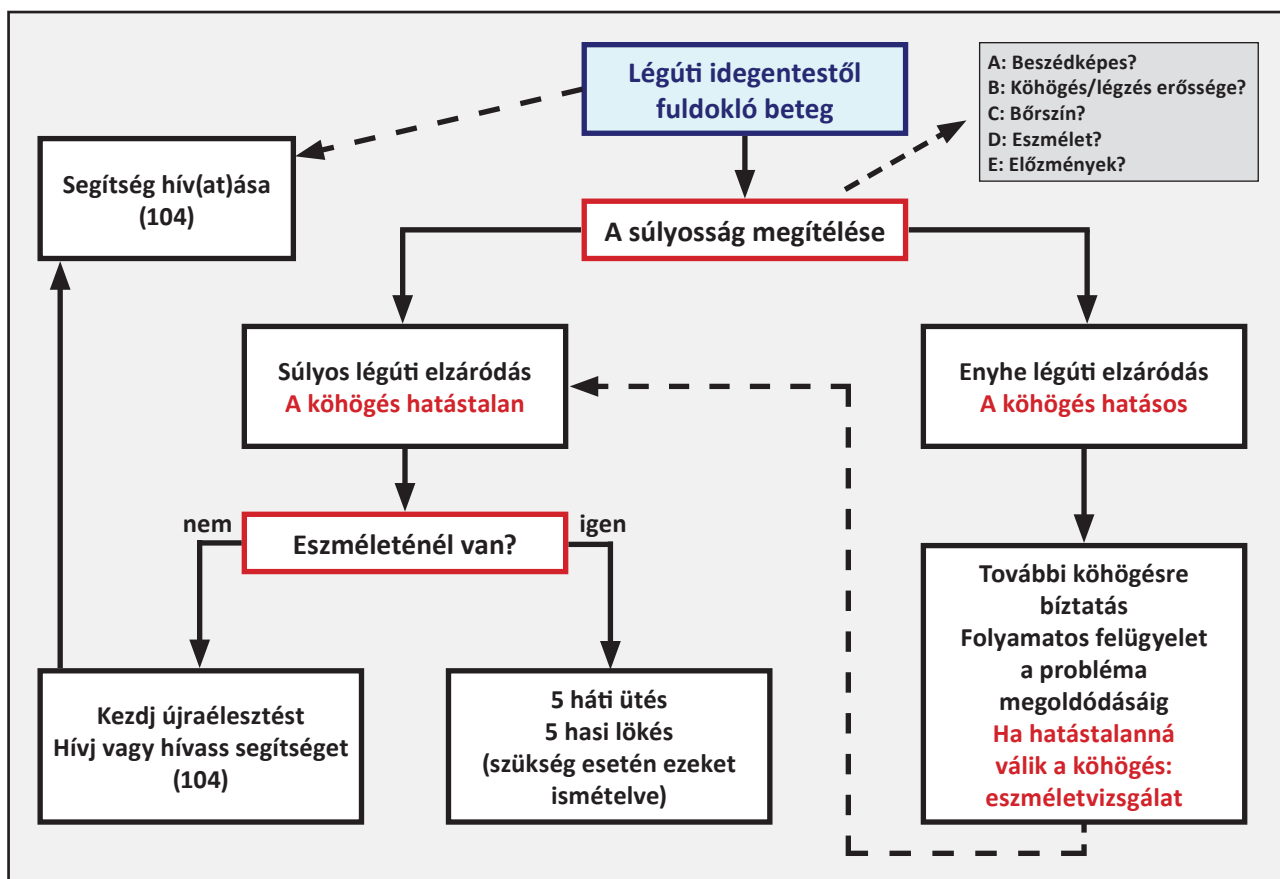 Légúti idegentestől
fuldokló beteg
A: Beszédképes?
B: Köhögés/légzés erőssége?
C: Bőrszín?
D: Eszmélet?
E: Előzmények?
Segítség hív(at)ása
(104)
A súlyosság megítélése
Súlyos légúti elzáródás
A köhögés hatástalan
Enyhe légúti elzáródás
A köhögés hatásos
nem
Eszméleténél van?
igen
Kezdj újraélesztést
Hívj vagy hívass segítséget
(104)
5 háti ütés
5 hasi lökés
(szükség esetén ezeket
ismételve)
További köhögésre
bíztatás
Folyamatos felügyelet
a probléma
megoldódásáig
Ha hatástalanná
válik a köhögés:
eszméletvizsgálat